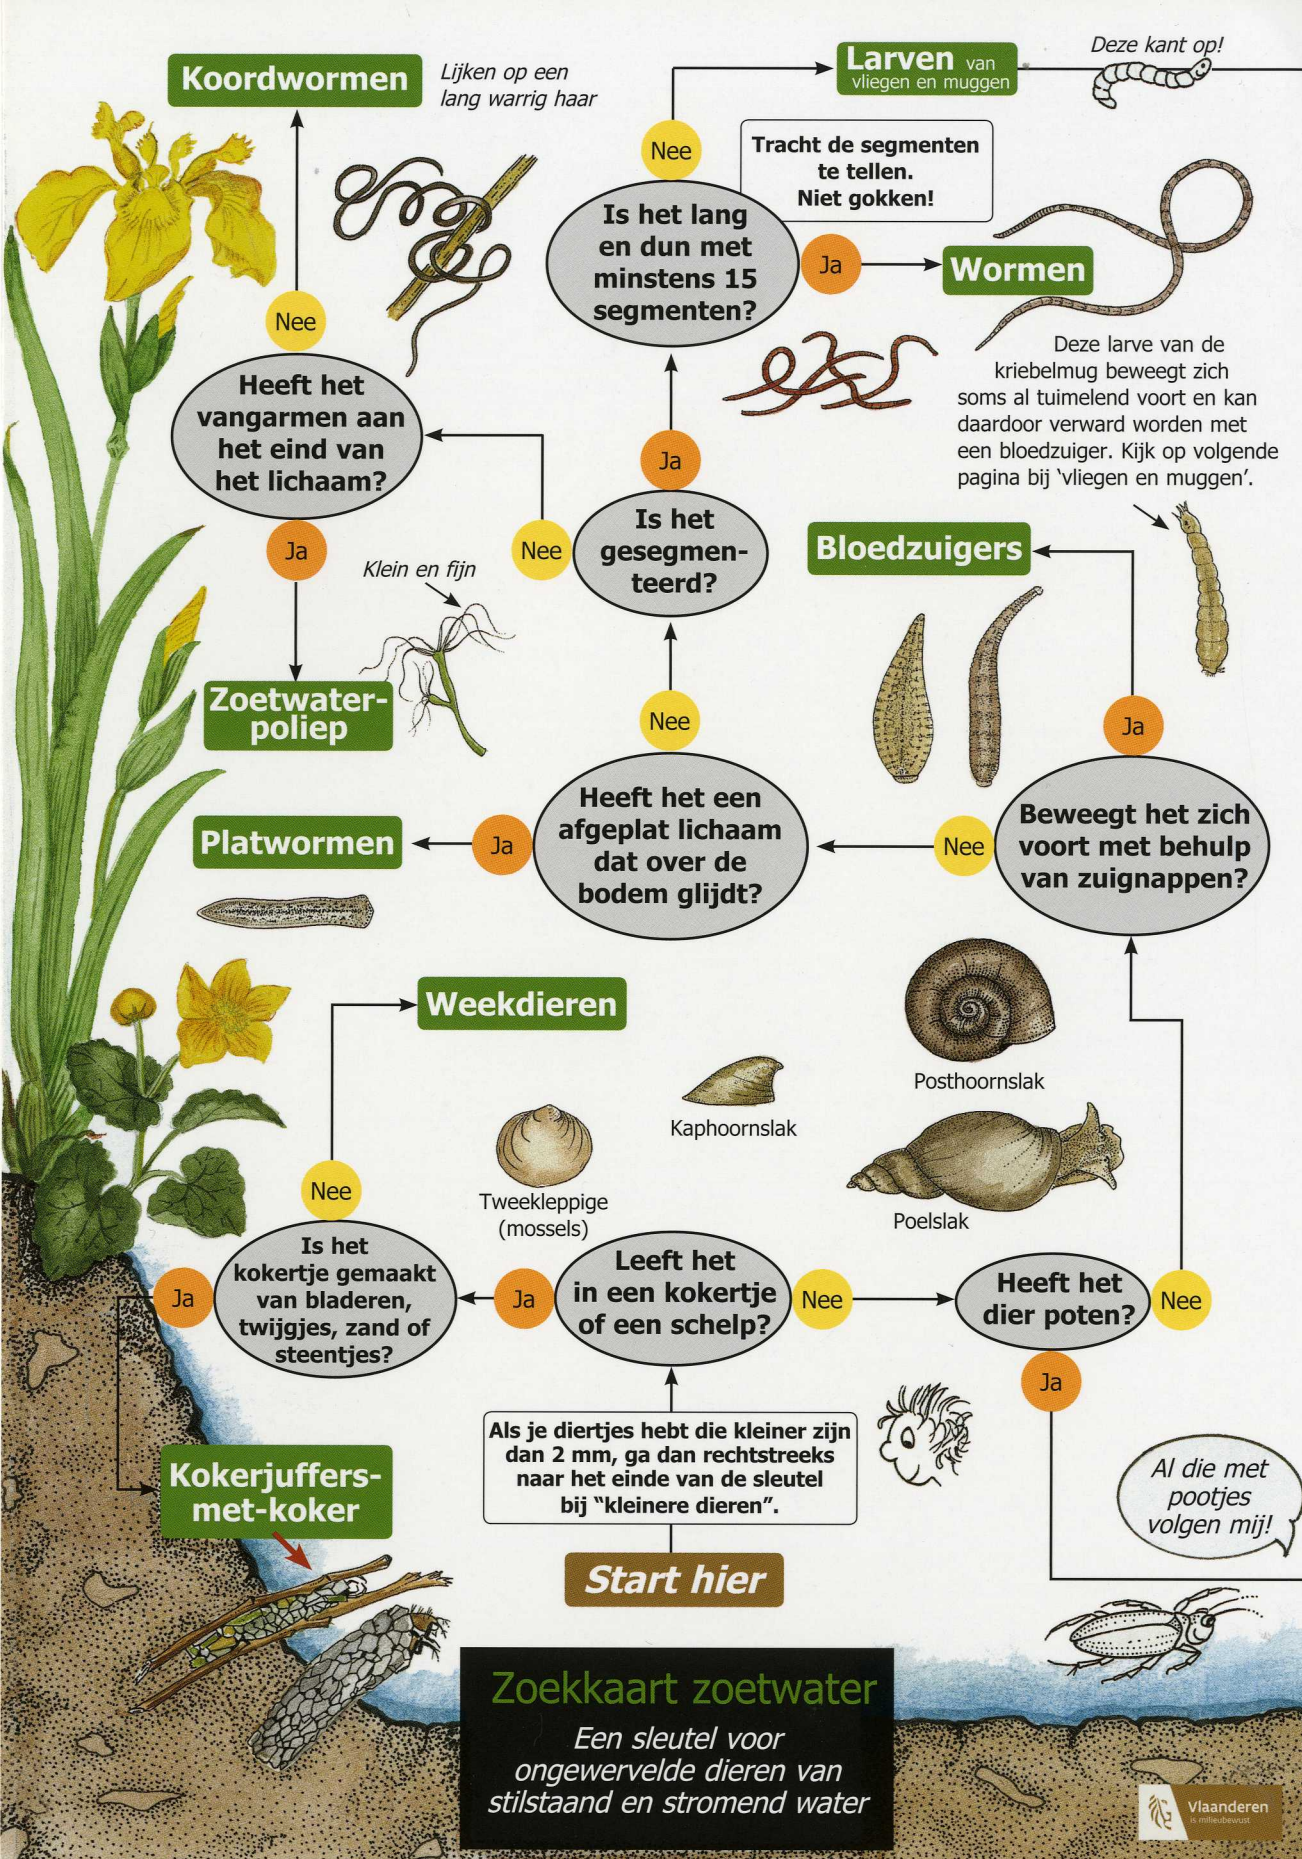 Koordwormen
Lijken op een
lang warrig haar
Larven van
vliegen en muggen
Deze kant op!
Nee
Tracht de segmenten
te tellen.
Niet gokken!
Is het lang
en dun met
minstens 15
segmenten?
Ja
Wormen
Nee
Heeft het
vangarmen aan
het eind van
het lichaam?
Deze larve van de
kriebelmug beweegt zich
soms al tuimelend voort en kan
daardoor verward worden met
een bloedzuiger. Kijk op volgende
pagina bij ‘vliegen en muggen’.
Ja
Is het
gesegmen-
teerd?
Nee
Ja
Klein en fijn
Bloedzuigers
Zoetwater-
poliep
Nee
Ja
Heeft het een
afgeplat lichaam
dat over de
bodem glijdt?
Beweegt het zich
voort met behulp
van zuignappen?
Platwormen
Ja
Nee
Weekdieren
Posthoornslak
Kaphoornslak
Tweekleppige
(mossels)
Poelslak
Nee
Is het
kokertje gemaakt
van bladeren,
twijgjes, zand of
steentjes?
Ja
Ja
Leeft het
in een kokertje
of een schelp?
Nee
Heeft het
dier poten?
Nee
Ja
Als je diertjes hebt die kleiner zijn
dan 2 mm, ga dan rechtstreeks
naar het einde van de sleutel
bij “kleinere dieren”.
Kokerjuffers-
met-koker
Al die met
pootjes
volgen mij!
Start hier
Zoekkaart zoetwater
Een sleutel voor
ongewervelde dieren van
stilstaand en stromend water
Vlaanderen
is milieubewust